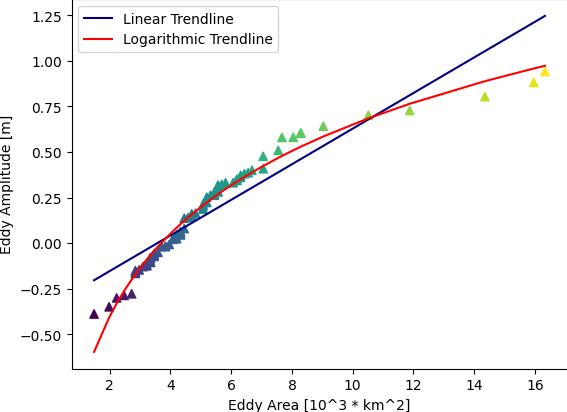 Linear Trendline
Logarithmic Trendline
1.25
1.00
0.75
0.50
0.25
0.00
−0.25
−0.50
Eddy Amplitude [m]
2 4 6 8 10 12 14 16
Eddy Area [10^3 * km^2]